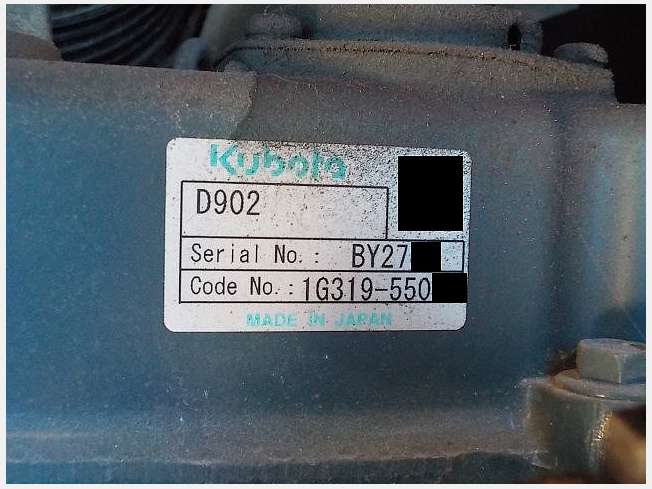 Kubota
D902
Serial No.: BY27
Code No.: 1G319-550
MADE IN JAPAN